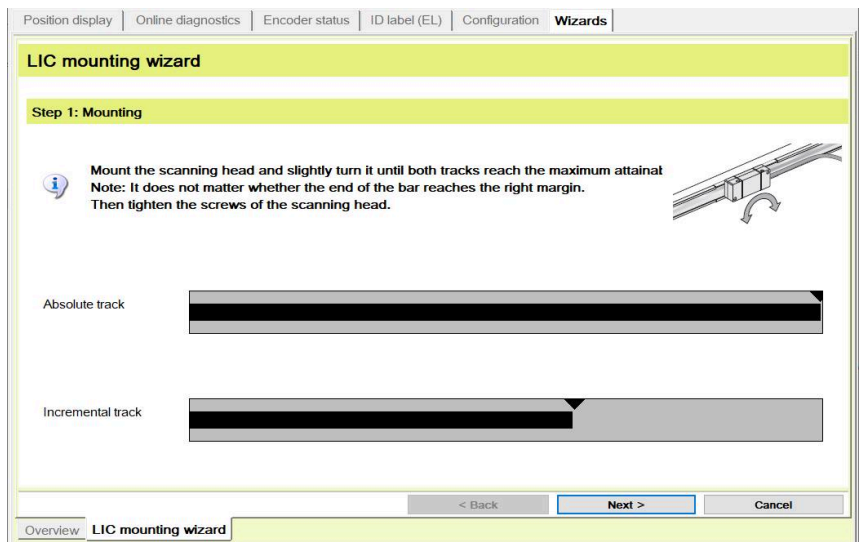 Position display Online diagnostics Encoder status ID label (EL) Configuration Wizards
LIC mounting wizard
Step 1: Mounting
Mount the scanning head and slightly turn it until both tracks reach the maximum attainat
Note: It does not matter whether the end of the bar reaches the right margin.
Then tighten the screws of the scanning head.
Absolute track
Incremental track
< Back Next > Cancel
Overview LIC mounting wizard